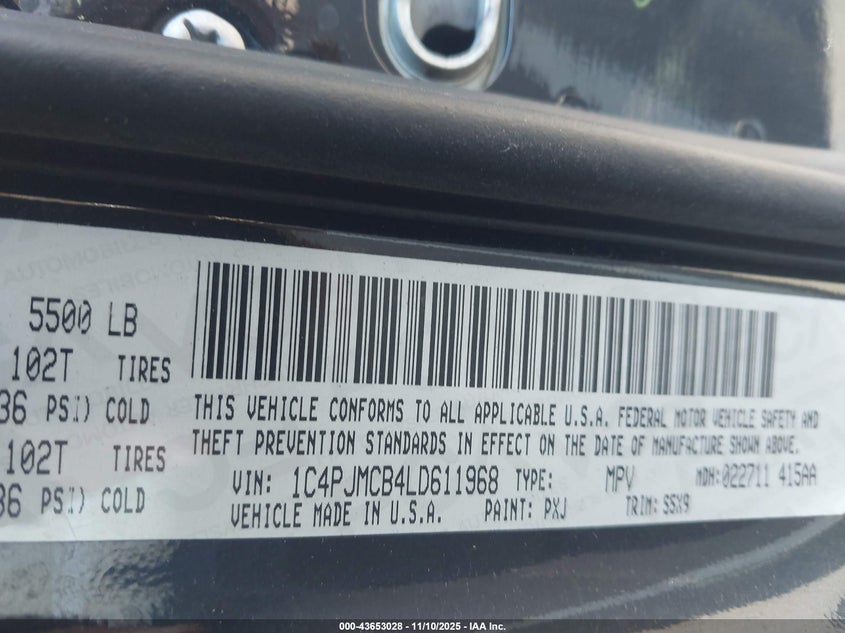 5500 LB
102T TIRES
36 PSI) COLD
102T TIRES
36 PSI) COLD
THIS VEHICLE CONFORMS TO ALL APPLICABLE U.S.A. FEDERAL MOTOR VEHICLE SAFETY AND
THEFT PREVENTION STANDARDS IN EFFECT ON THE DATE OF MANUFACTURE SHOWN ABOVE.
VIN: 1C4PJMCB4LD611968 TYPE: MPV MDH:022711 415AA
VEHICLE MADE IN U.S.A. PAINT: PXJ TRIM: SSX9
000-43653028 - 11/10/2025 - IAA Inc.